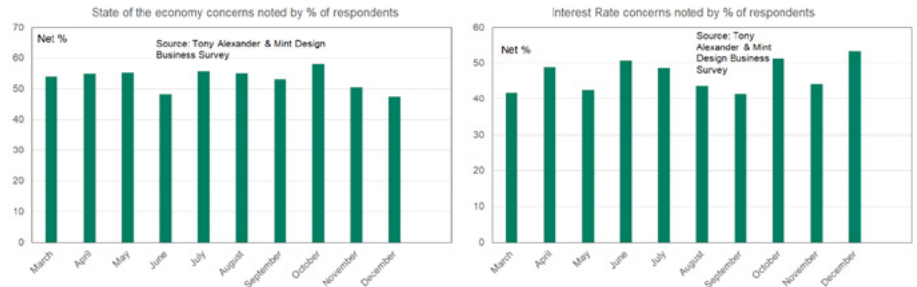 State of the economy concerns noted by % of respondents
Net %
Source: Tony Alexander & Mint Design
Business Survey
70
60
50
40
30
20
10
0
March
April
May
June
July
August
September
October
November
December
Interest Rate concerns noted by % of respondents
Net %
Source: Tony
Alexander & Mint
Design Business
Survey
60
50
40
30
20
10
0
March
April
May
June
July
August
September
October
November
December